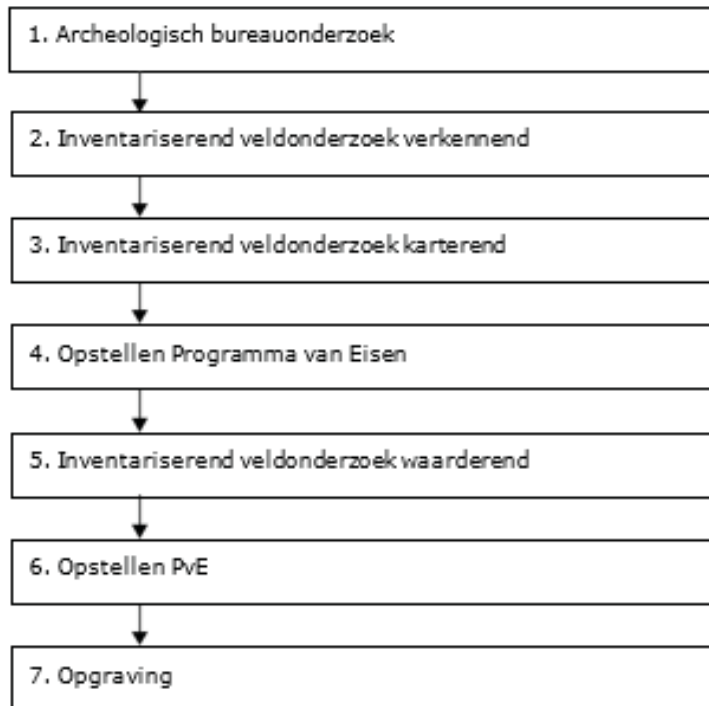 1. Archeologisch bureauonderzoek
2. Inventariserend veldonderzoek verkennend
3. Inventariserend veldonderzoek karterend
4. Opstellen Programma van Eisen
5. Inventariserend veldonderzoek waarderend
6. Opstellen PvE
7. Opgraving